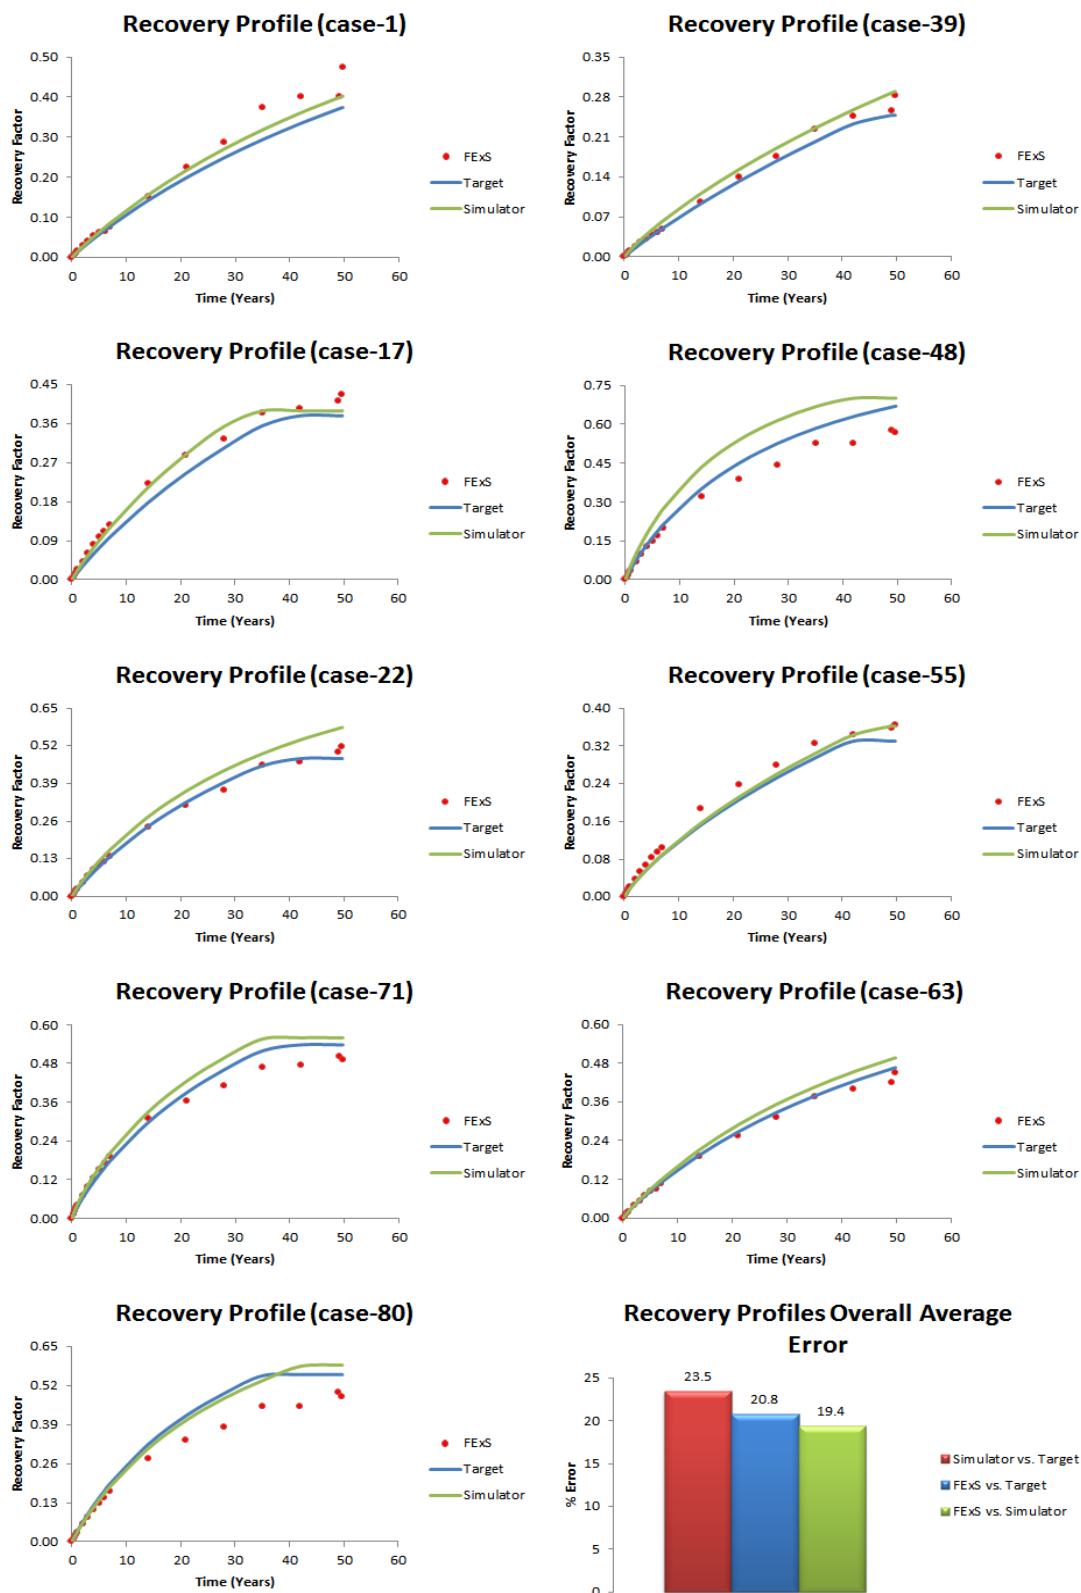 Recovery Profile (case-1)
0.50
0.40
0.30
0.20
0.10
0.00
Recovery Factor
0 10 20 30 40 50 60
Time (Years)
FExS
Target
Simulator
Recovery Profile (case-39)
0.35
0.28
0.21
0.14
0.07
0.00
Recovery Factor
0 10 20 30 40 50 60
Time (Years)
FExS
Target
Simulator
Recovery Profile (case-17)
0.45
0.36
0.27
0.18
0.09
0.00
Recovery Factor
0 10 20 30 40 50 60
Time (Years)
FExS
Target
Simulator
Recovery Profile (case-48)
0.75
0.60
0.45
0.30
0.15
0.00
Recovery Factor
0 10 20 30 40 50 60
Time (Years)
FExS
Target
Simulator
Recovery Profile (case-22)
0.65
0.52
0.39
0.26
0.13
0.00
Recovery Factor
0 10 20 30 40 50 60
Time (Years)
FExS
Target
Simulator
Recovery Profile (case-55)
0.40
0.32
0.24
0.16
0.08
0.00
Recovery Factor
0 10 20 30 40 50 60
Time (Years)
FExS
Target
Simulator
Recovery Profile (case-71)
0.60
0.48
0.36
0.24
0.12
0.00
Recovery Factor
0 10 20 30 40 50 60
Time (Years)
FExS
Target
Simulator
Recovery Profile (case-63)
0.60
0.48
0.36
0.24
0.12
0.00
Recovery Factor
0 10 20 30 40 50 60
Time (Years)
FExS
Target
Simulator
Recovery Profile (case-80)
0.65
0.52
0.39
0.26
0.13
0.00
Recovery Factor
0 10 20 30 40 50 60
Time (Years)
FExS
Target
Simulator
Recovery Profiles Overall Average
Error
25
20
15
10
5
0
% Error
23.5
20.8
19.4
Simulator vs. Target
FExS vs. Target
FExS vs. Simulator